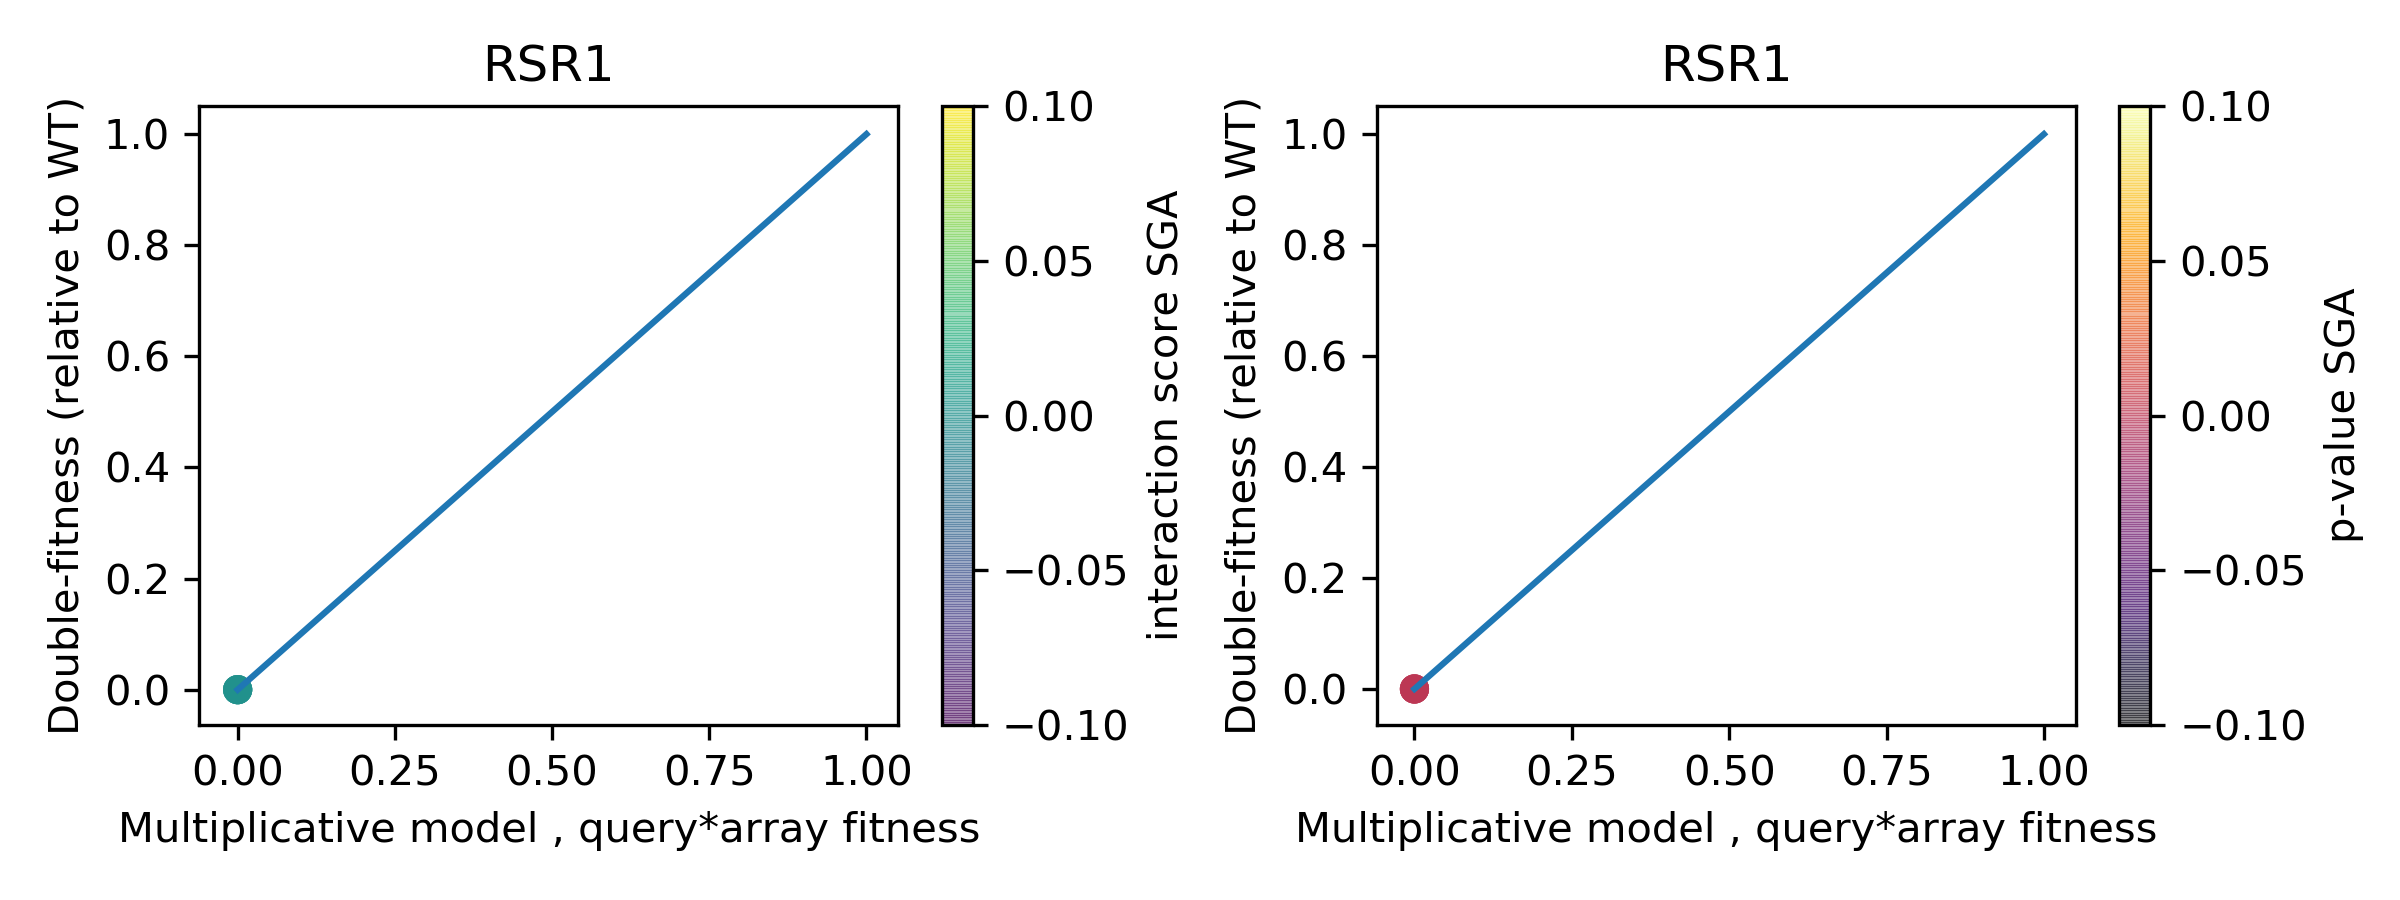 RSR1
Double-fitness (relative to WT)
1.0
0.8
0.6
0.4
0.2
0.0
0.00 0.25 0.50 0.75 1.00
Multiplicative model , query*array fitness
0.10
0.05
0.00
−0.05
−0.10
interaction score SGA
RSR1
Double-fitness (relative to WT)
1.0
0.8
0.6
0.4
0.2
0.0
0.00 0.25 0.50 0.75 1.00
Multiplicative model , query*array fitness
0.10
0.05
0.00
−0.05
−0.10
p-value SGA